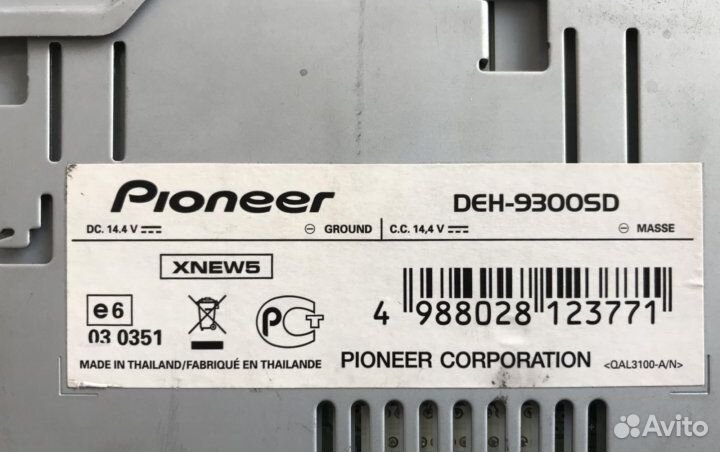 Pioneer
DEH-9300SD
DC. 14.4 V ⎓ ⊖ GROUND
C.C. 14,4 V ⎓ ⊖ MASSE
XNEW5
e6
03 0351
PCT
4 988028 123771
MADE IN THAILAND/FABRIQUÉ EN THAILANDE
PIONEER CORPORATION
<QAL3100-A/N>
Avito